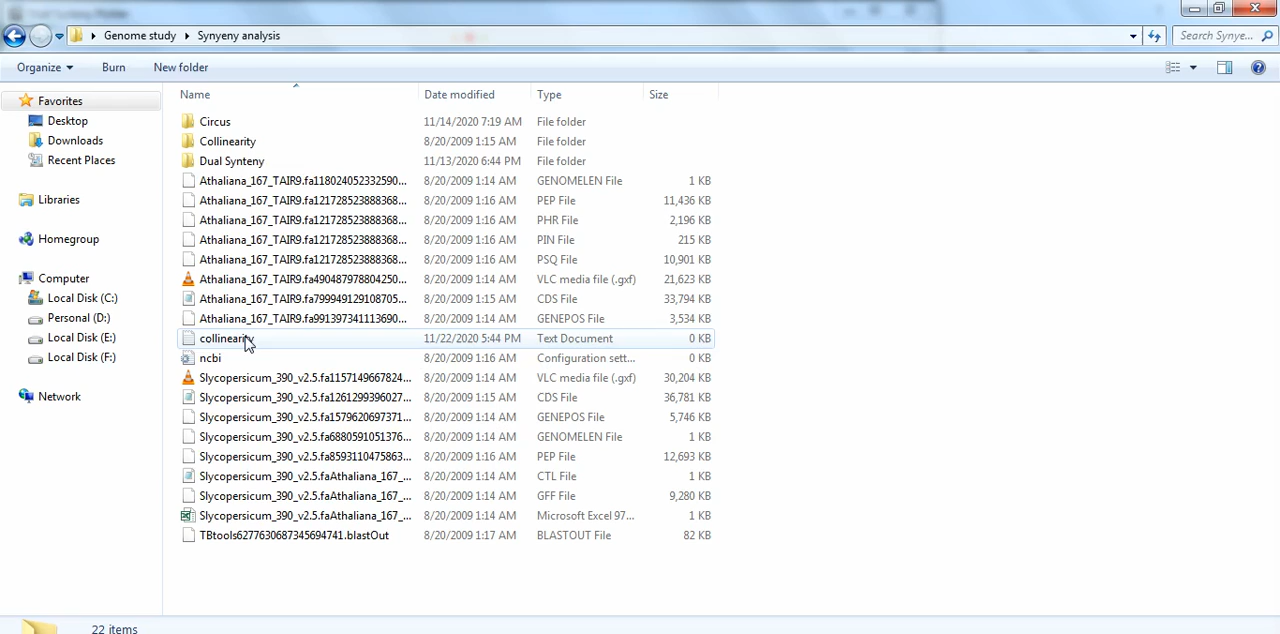 Genome study Synyeny analysis
Search Synye...
Organize Burn New folder
Name Date modified Type Size
Favorites
Desktop
Downloads
Recent Places
Libraries
Homegroup
Computer
Local Disk (C:)
Personal (D:)
Local Disk (E:)
Local Disk (F:)
Network
Circus 11/14/2020 7:19 AM File folder
Collinearity 8/20/2009 1:15 AM File folder
Dual Synteny 11/13/2020 6:44 PM File folder
Athaliana_167_TAIR9.fa118024052332590... 8/20/2009 1:14 AM GENOMELEN File 1 KB
Athaliana_167_TAIR9.fa121728523888368... 8/20/2009 1:16 AM PEP File 11,436 KB
Athaliana_167_TAIR9.fa121728523888368... 8/20/2009 1:16 AM PHR File 2,196 KB
Athaliana_167_TAIR9.fa121728523888368... 8/20/2009 1:16 AM PIN File 215 KB
Athaliana_167_TAIR9.fa121728523888368... 8/20/2009 1:16 AM PSQ File 10,901 KB
Athaliana_167_TAIR9.fa490487978804250... 8/20/2009 1:14 AM VLC media file (.gxf) 21,623 KB
Athaliana_167_TAIR9.fa799949129108705... 8/20/2009 1:15 AM CDS File 33,794 KB
Athaliana_167_TAIR9.fa991397341113690... 8/20/2009 1:14 AM GENEPOS File 3,534 KB
collinearity 11/22/2020 5:44 PM Text Document 0 KB
ncbi 8/20/2009 1:16 AM Configuration sett... 0 KB
Slycopersicum_390_v2.5.fa1157149667824... 8/20/2009 1:14 AM VLC media file (.gxf) 30,204 KB
Slycopersicum_390_v2.5.fa1261299396027... 8/20/2009 1:15 AM CDS File 36,781 KB
Slycopersicum_390_v2.5.fa1579620697371... 8/20/2009 1:14 AM GENEPOS File 5,746 KB
Slycopersicum_390_v2.5.fa6880591051376... 8/20/2009 1:14 AM GENOMELEN File 1 KB
Slycopersicum_390_v2.5.fa8593110475863... 8/20/2009 1:14 AM PEP File 12,693 KB
Slycopersicum_390_v2.5.faAthaliana_167_... 8/20/2009 1:14 AM CTL File 1 KB
Slycopersicum_390_v2.5.faAthaliana_167_... 8/20/2009 1:14 AM GFF File 9,280 KB
Slycopersicum_390_v2.5.faAthaliana_167_... 8/20/2009 1:14 AM Microsoft Excel 97... 1 KB
TBtools6277630687345694741.blastOut 8/20/2009 1:17 AM BLASTOUT File 82 KB
22 items